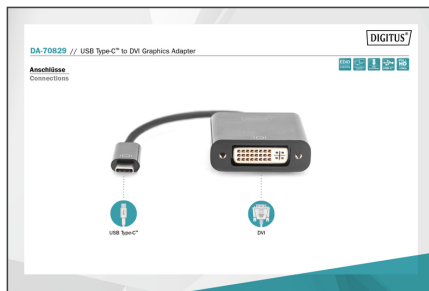 DIGITUS®
DA-70829 // USB Type-C™ to DVI Graphics Adapter
Anschlüsse
Connections
USB Type-C™
DVI